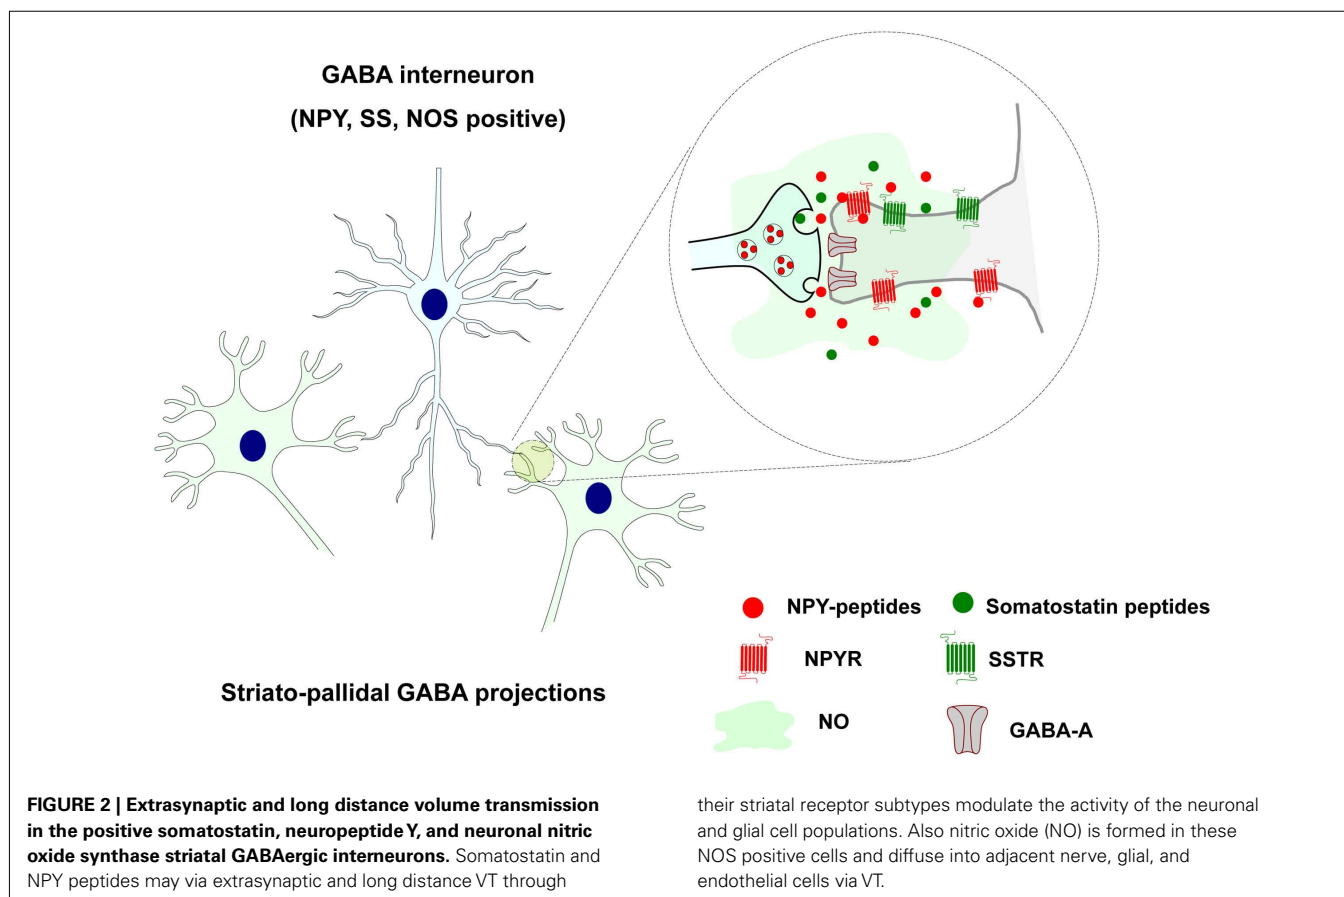 GABA interneuron
(NPY, SS, NOS positive)
Striato-pallidal GABA projections
NPY-peptides
Somatostatin peptides
NPYR
SSTR
NO
GABA-A
FIGURE 2 | Extrasynaptic and long distance volume transmission
in the positive somatostatin, neuropeptide Y, and neuronal nitric
oxide synthase striatal GABAergic interneurons. Somatostatin and
NPY peptides may via extrasynaptic and long distance VT through
their striatal receptor subtypes modulate the activity of the neuronal
and glial cell populations. Also nitric oxide (NO) is formed in these
NOS positive cells and diffuse into adjacent nerve, glial, and
endothelial cells via VT.